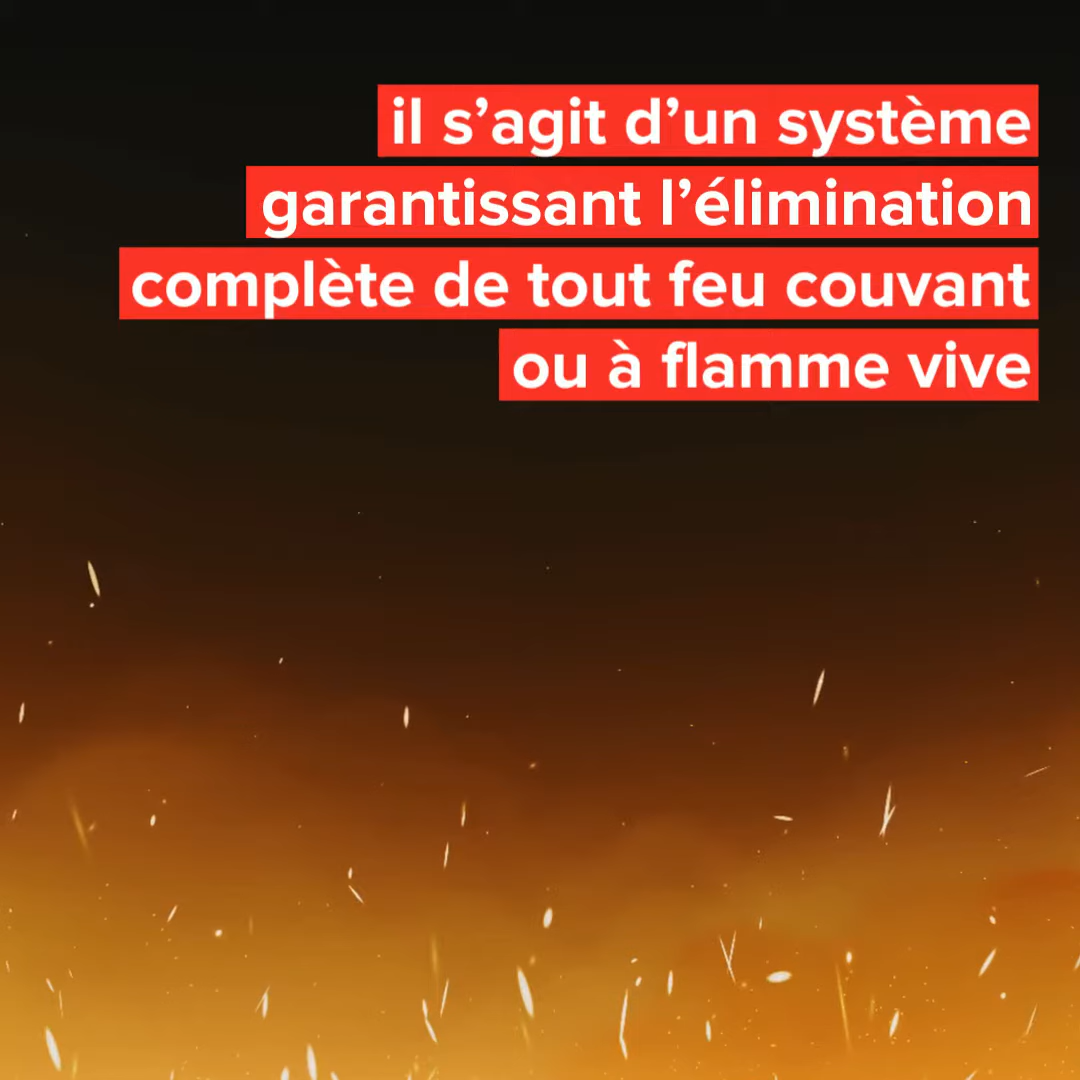 il s’agit d’un système
garantissant l’élimination
complète de tout feu couvant
ou à flamme vive